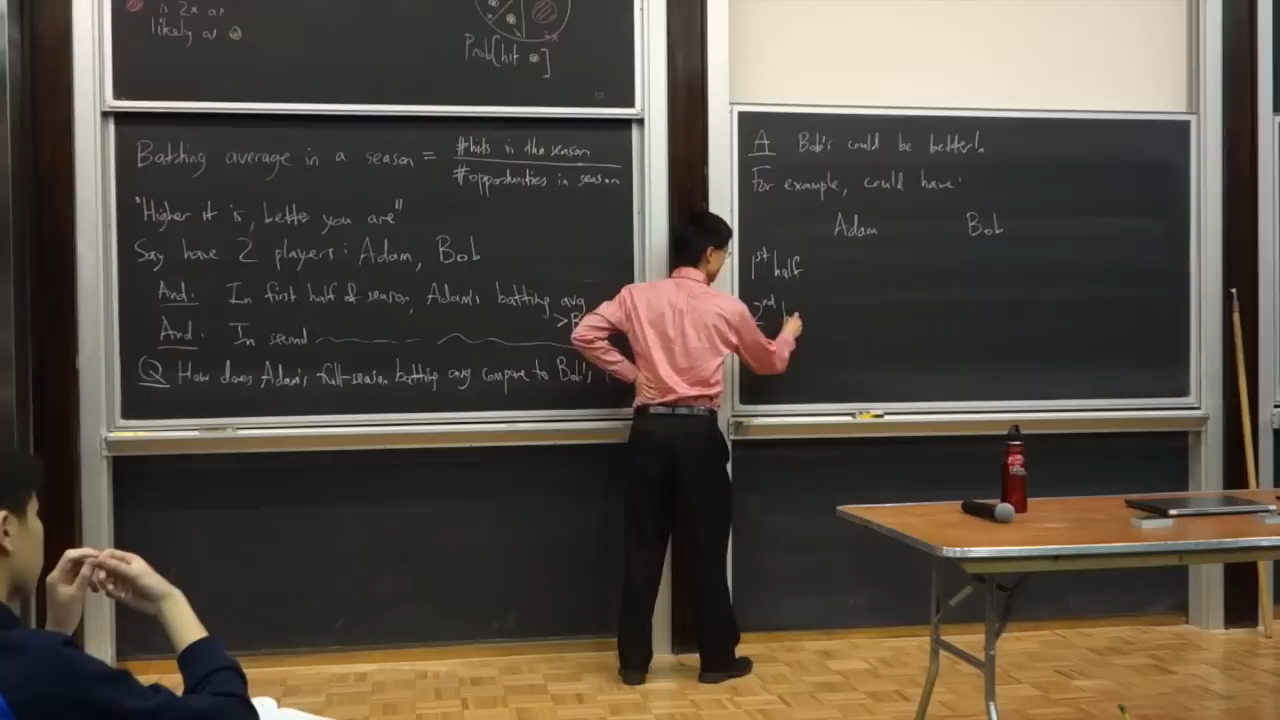 is 2x as
likely as
Prob[hit ]
Batting average in a season = #hits in the season
#opportunities in season
"Higher it is, better you are"
Say have 2 players: Adam, Bob
And: In first half of season, Adam's batting avg
>B
And: In second
Q How does Adam's full-season batting avg compare to Bob's
A Bob's could be better!
For example, could have:
Adam Bob
1st half
2nd h